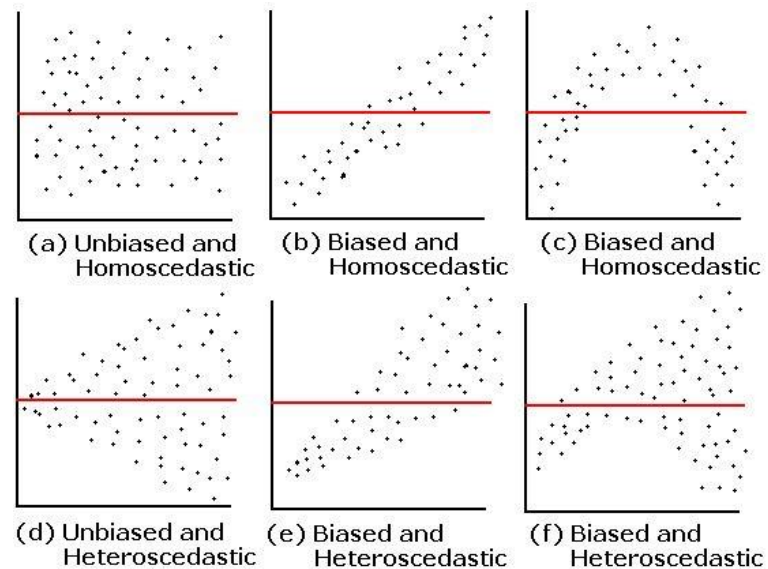 (a) Unbiased and
Homoscedastic
(b) Biased and
Homoscedastic
(c) Biased and
Homoscedastic
(d) Unbiased and
Heteroscedastic
(e) Biased and
Heteroscedastic
(f) Biased and
Heteroscedastic